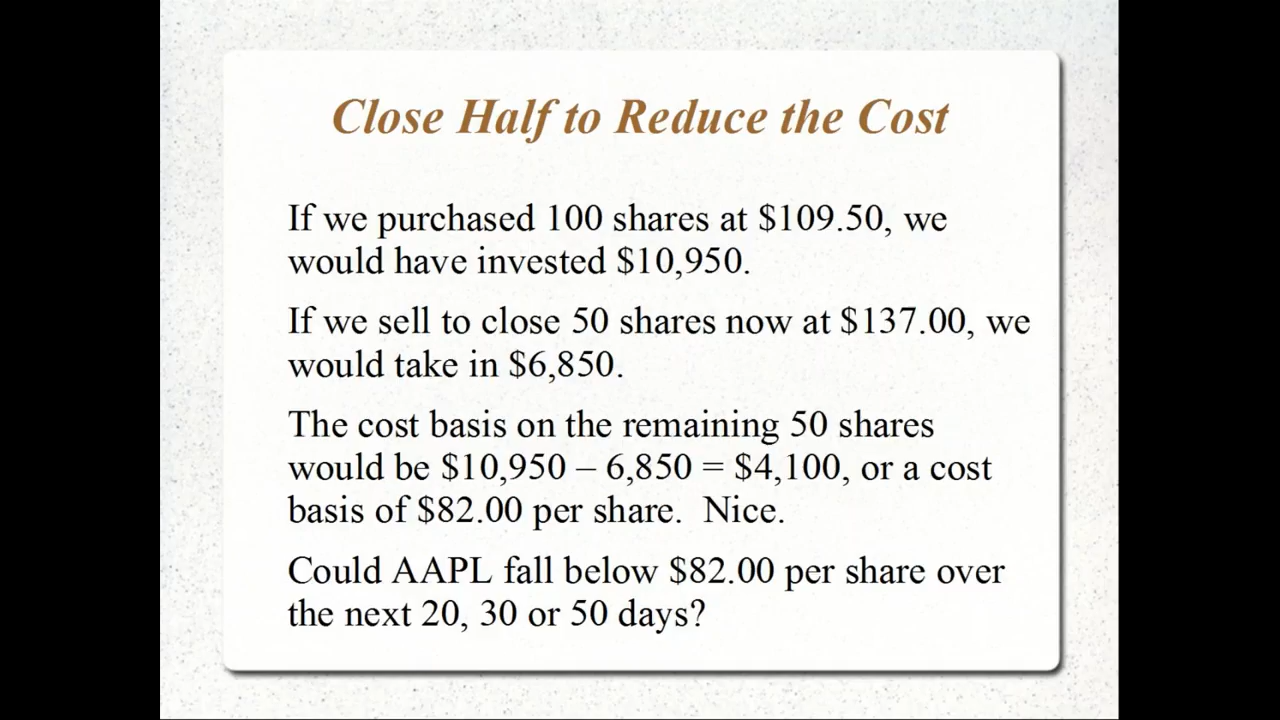 Close Half to Reduce the Cost
If we purchased 100 shares at $109.50, we
would have invested $10,950.
If we sell to close 50 shares now at $137.00, we
would take in $6,850.
The cost basis on the remaining 50 shares
would be $10,950 – 6,850 = $4,100, or a cost
basis of $82.00 per share.  Nice.
Could AAPL fall below $82.00 per share over
the next 20, 30 or 50 days?